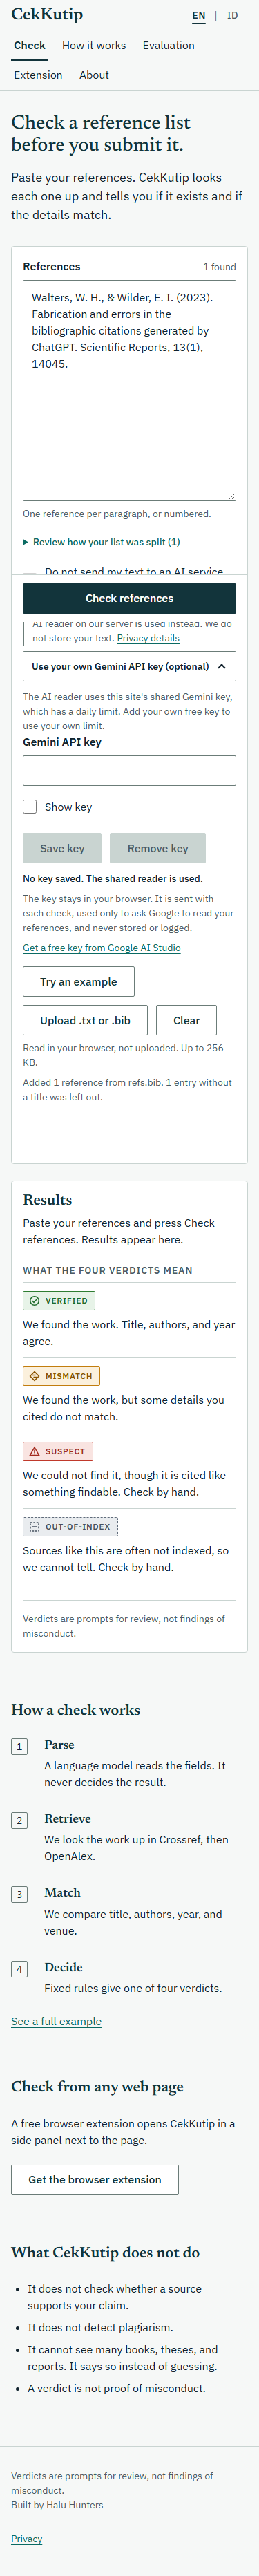 CekKutip
EN | ID
Check How it works Evaluation
Extension About
Check a reference list
before you submit it.
Paste your references. CekKutip looks
each one up and tells you if it exists and if
the details match.
References 1 found
Walters, W. H., & Wilder, E. I. (2023).
Fabrication and errors in the
bibliographic citations generated by
ChatGPT. Scientific Reports, 13(1),
14045.
One reference per paragraph, or numbered.
Review how your list was split (1)
Do not send my text to an AI service
Check references
AI reader on our server is used instead. We do
not store your text. Privacy details
Use your own Gemini API key (optional)
The AI reader uses this site's shared Gemini key,
which has a daily limit. Add your own free key to
use your own limit.
Gemini API key
Show key
Save key Remove key
No key saved. The shared reader is used.
The key stays in your browser. It is sent with
each check, used only to ask Google to read your
references, and never stored or logged.
Get a free key from Google AI Studio
Try an example
Upload .txt or .bib Clear
Read in your browser, not uploaded. Up to 256
KB.
Added 1 reference from refs.bib. 1 entry without
a title was left out.
Results
Paste your references and press Check
references. Results appear here.
WHAT THE FOUR VERDICTS MEAN
VERIFIED
We found the work. Title, authors, and year
agree.
MISMATCH
We found the work, but some details you
cited do not match.
SUSPECT
We could not find it, though it is cited like
something findable. Check by hand.
OUT-OF-INDEX
Sources like this are often not indexed, so
we cannot tell. Check by hand.
Verdicts are prompts for review, not findings of
misconduct.
How a check works
1 Parse
A language model reads the fields. It
never decides the result.
2 Retrieve
We look the work up in Crossref, then
OpenAlex.
3 Match
We compare title, authors, year, and
venue.
4 Decide
Fixed rules give one of four verdicts.
See a full example
Check from any web page
A free browser extension opens CekKutip in a
side panel next to the page.
Get the browser extension
What CekKutip does not do
• It does not check whether a source
supports your claim.
• It does not detect plagiarism.
• It cannot see many books, theses, and
reports. It says so instead of guessing.
• A verdict is not proof of misconduct.
Verdicts are prompts for review, not findings of
misconduct.
Built by Halu Hunters
Privacy